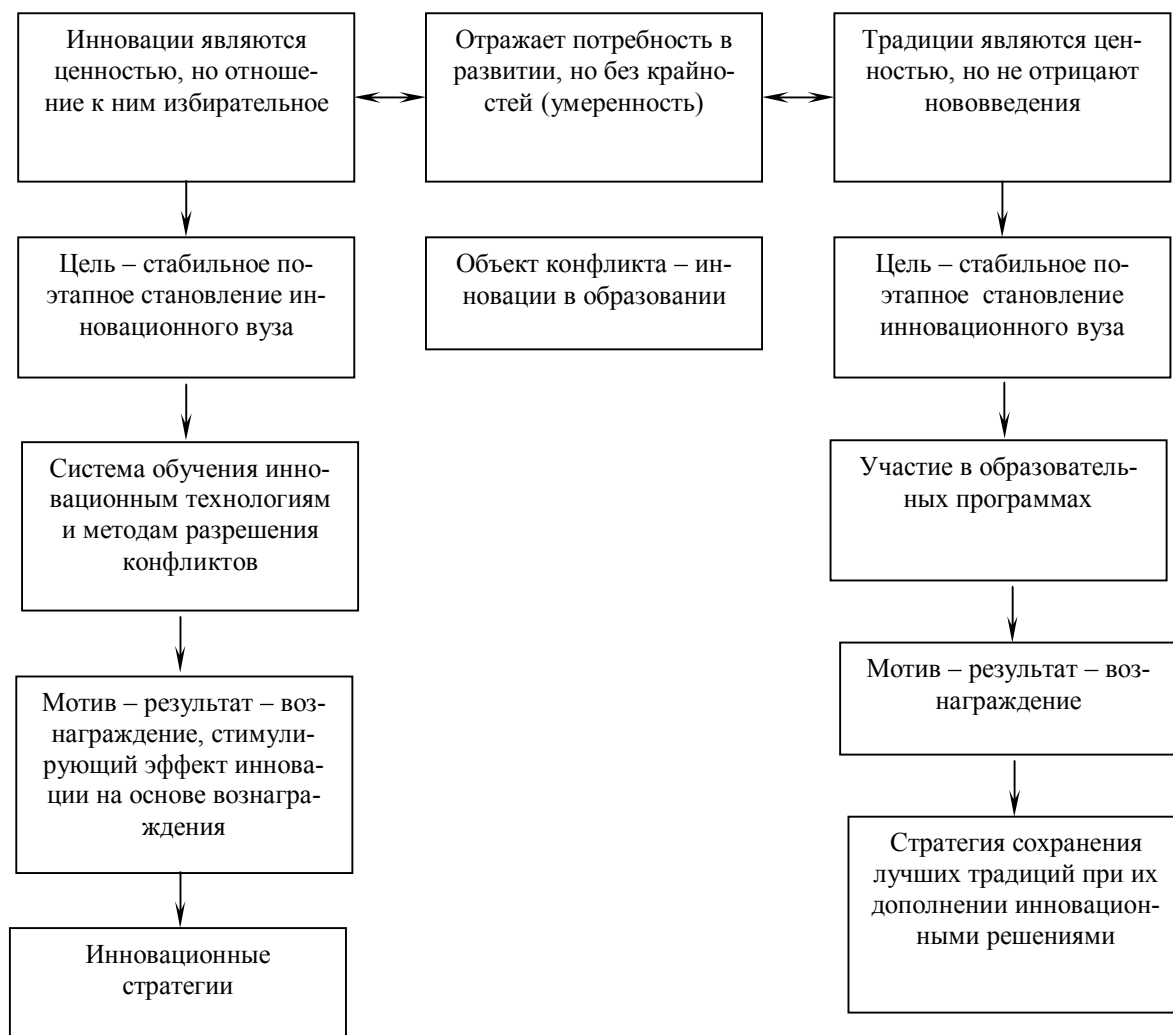 Инновации являются
ценностью, но отноше-
ние к ним избирательное
Отражает потребность в
развитии, но без крайно-
стей (умеренность)
Традиции являются цен-
ностью, но не отрицают
нововведения
Цель – стабильное по-
этапное становление ин-
новационного вуза
Объект конфликта – ин-
новации в образовании
Цель – стабильное по-
этапное становление
инновационного вуза
Система обучения инно-
вационным технологиям
и методам разрешения
конфликтов
Участие в образователь-
ных программах
Мотив – результат – воз-
награждение, стимули-
рующий эффект иннова-
ции на основе вознагра-
ждения
Мотив – результат – воз-
награждение
Инновационные
стратегии
Стратегия сохранения
лучших традиций при их
дополнении инновацион-
ными решениями